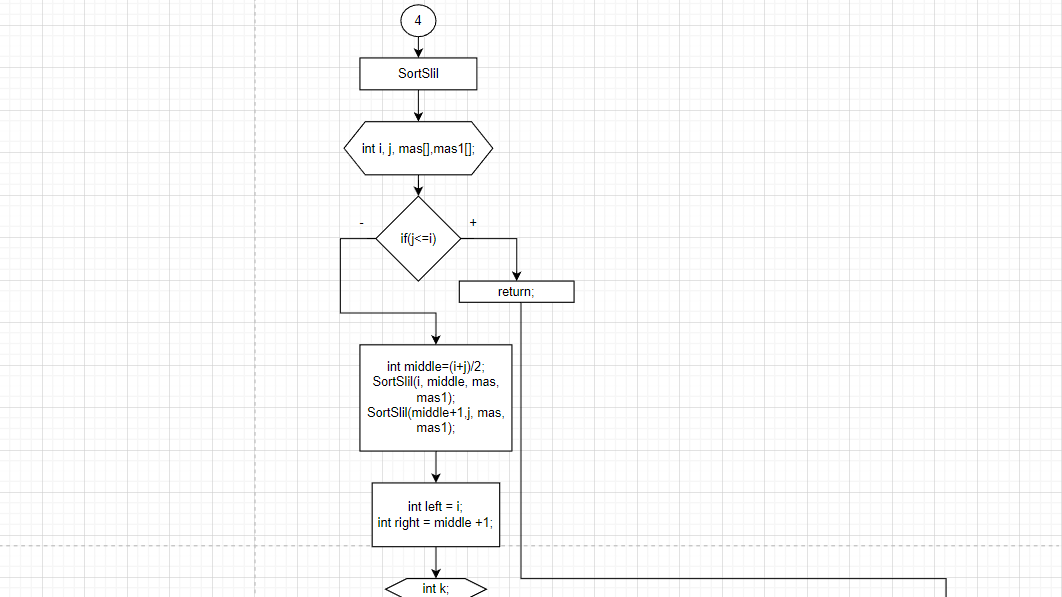 4
SortSlil
int i, j, mas[],mas1[];
-
+
if(j<=i)
return;
int middle=(i+j)/2;
SortSlil(i, middle, mas,
mas1);
SortSlil(middle+1,j, mas,
mas1);
int left = i;
int right = middle +1;
int k;